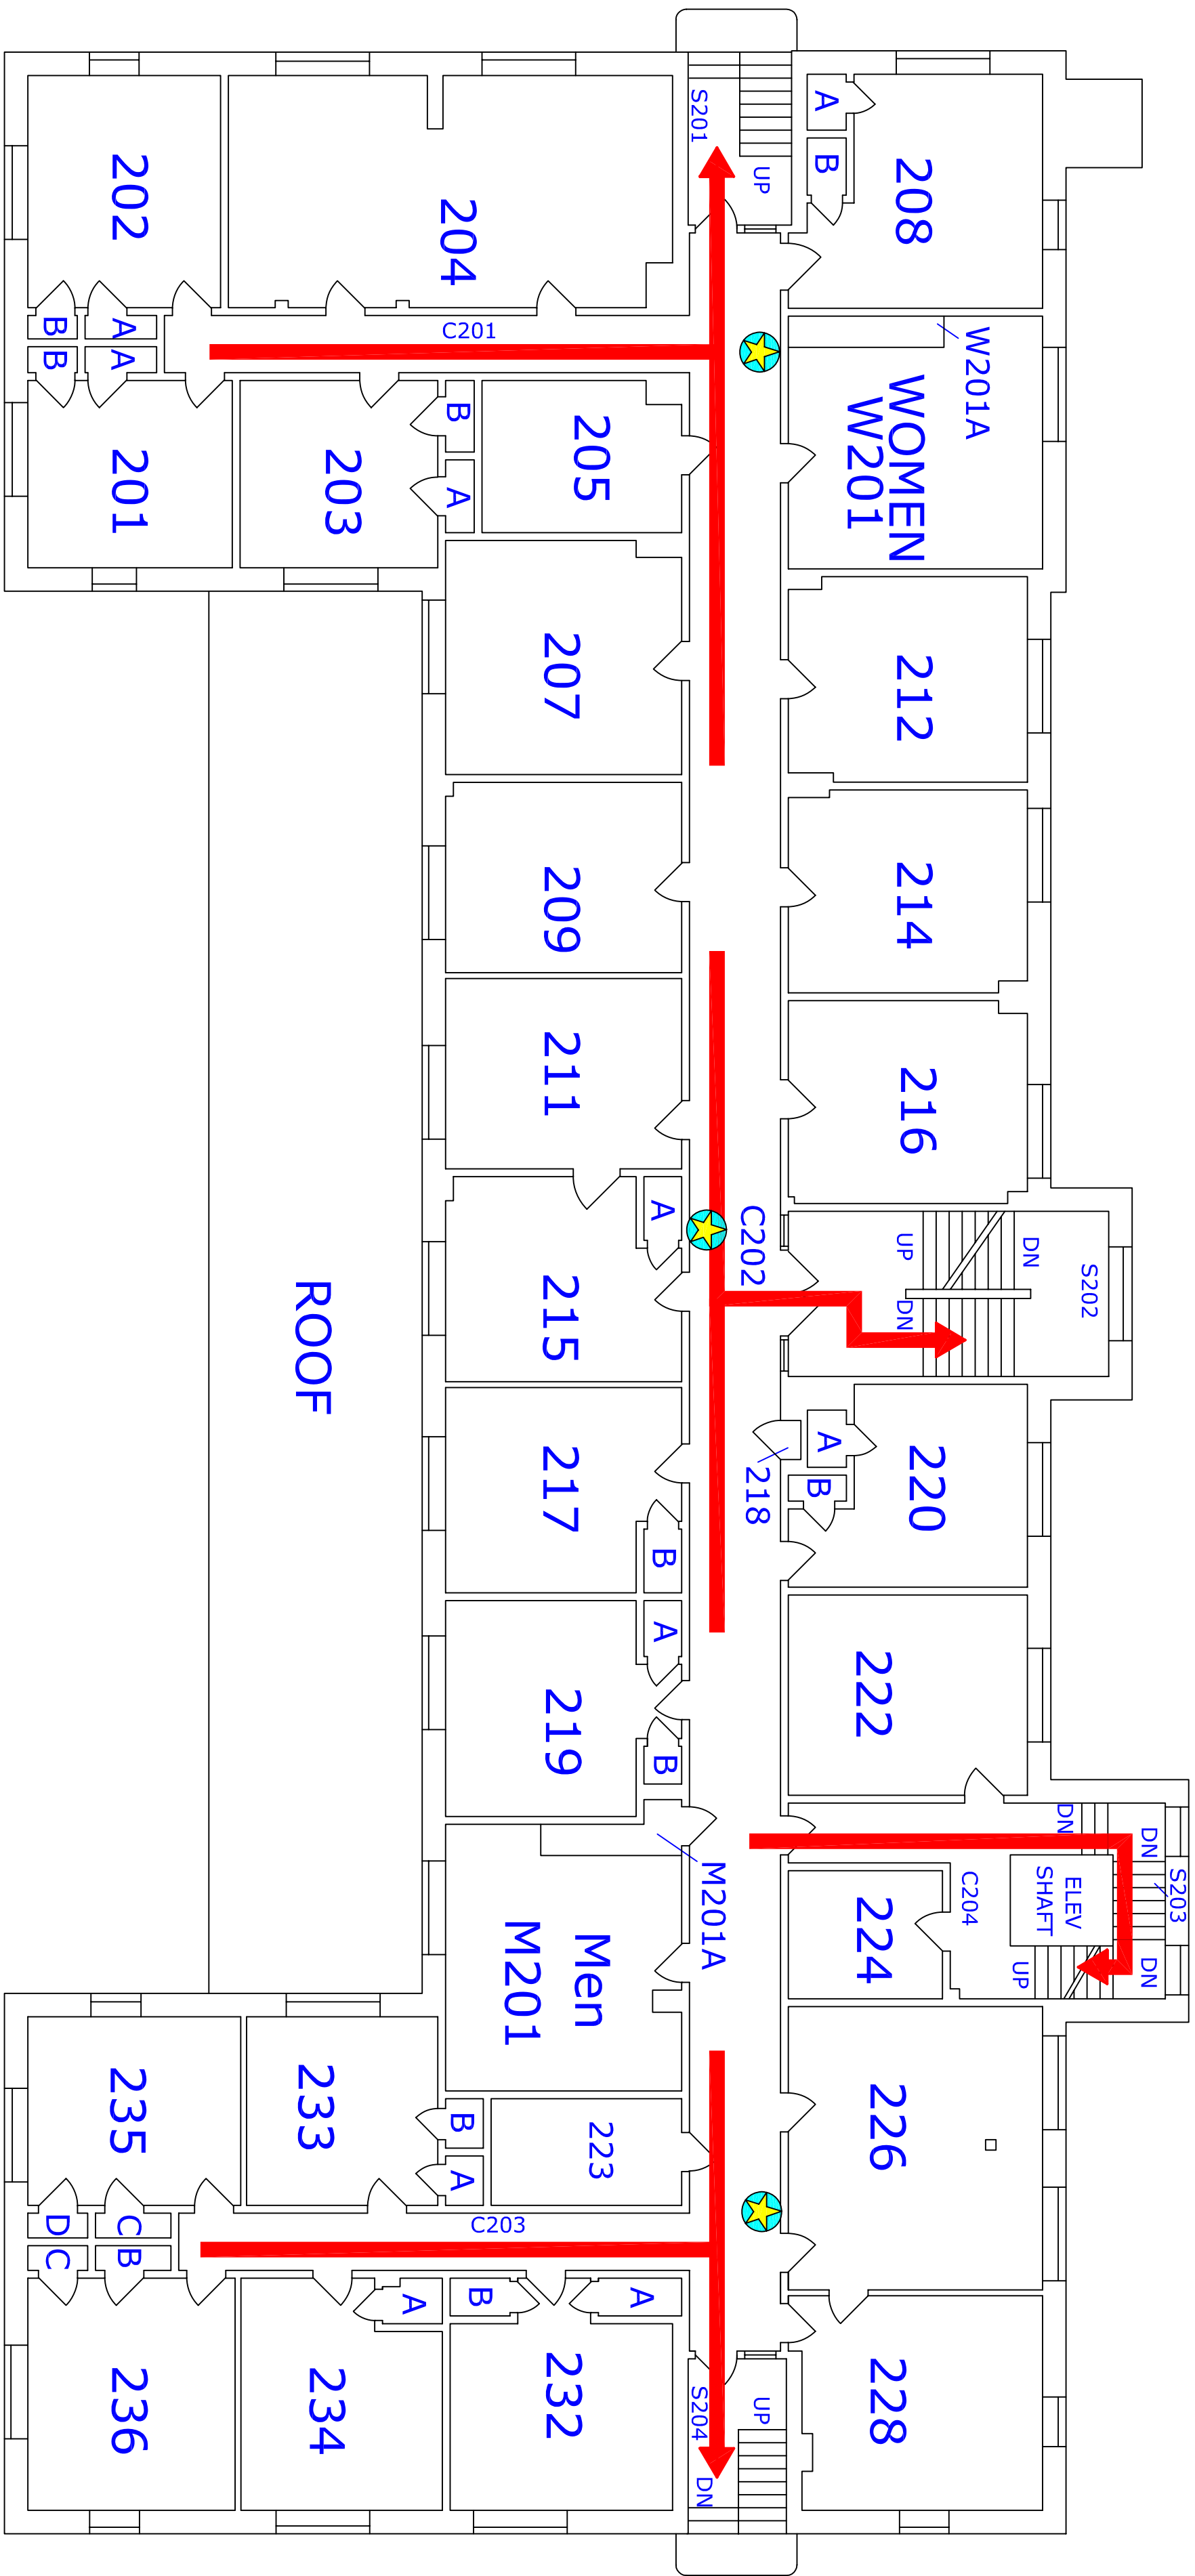 S201
UP
A
B
208
202
204
B
A
B
A
C201
W201A
WOMEN
W201
201
203
B
A
205
207
212
209
214
211
216
A
C202
UP
DN
DN
S202
215
ROOF
217
218
A
B
220
B
A
219
B
222
M201A
Men
M201
DN
DN
S203
ELEV
SHAFT
C204
224
UP
DN
235
233
B
A
223
226
D
C
C
B
C203
236
234
A
B
A
232
S204
UP
DN
228